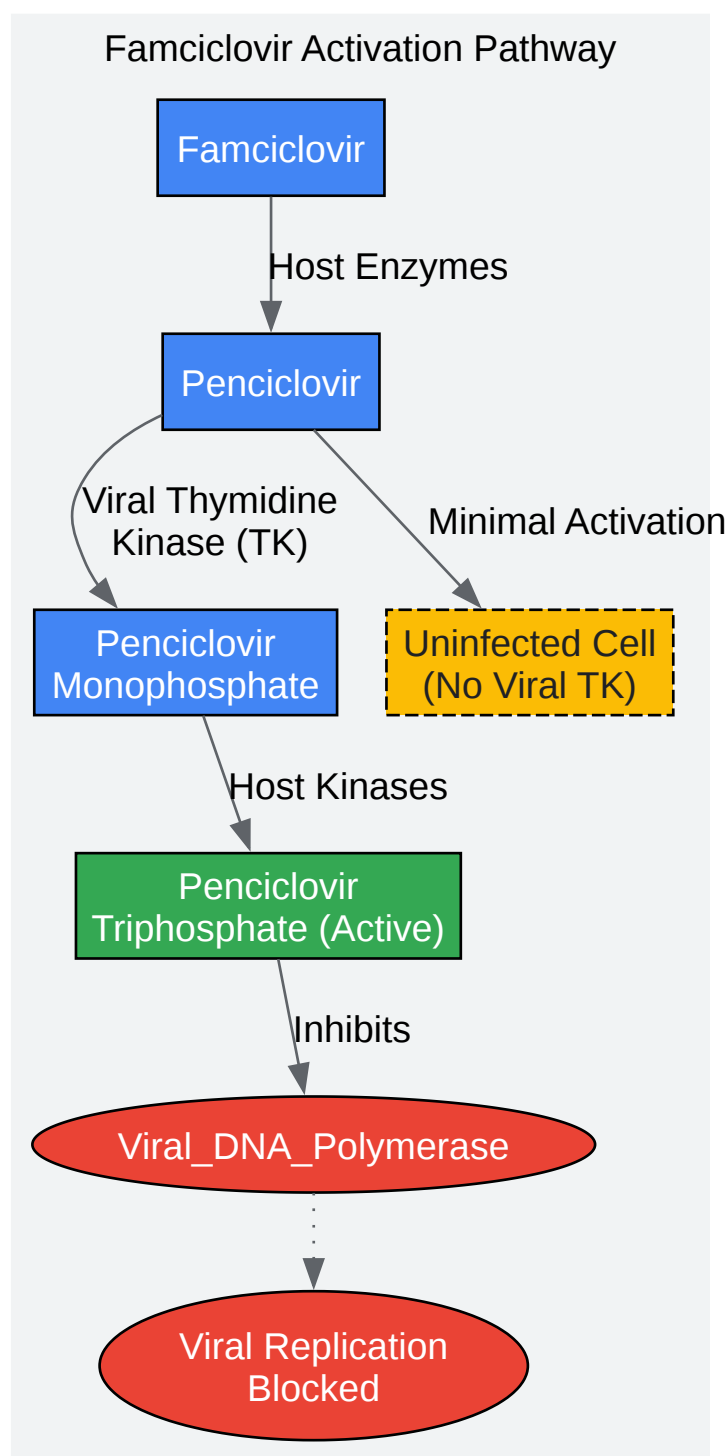 Famciclovir Activation Pathway
Famciclovir
Host Enzymes
Penciclovir
Viral Thymidine
Kinase (TK)
Minimal Activation
Penciclovir
Monophosphate
Uninfected Cell
(No Viral TK)
Host Kinases
Penciclovir
Triphosphate (Active)
Inhibits
Viral_DNA_Polymerase
Viral Replication
Blocked